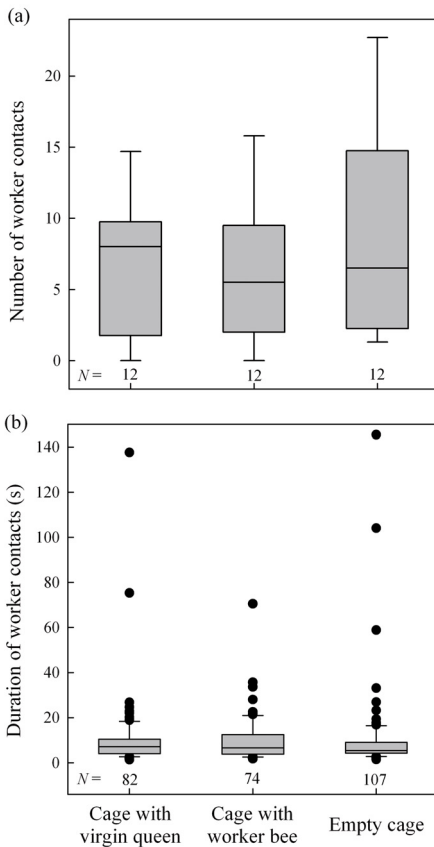 (a)
Number of worker contacts
20
15
10
5
0
N = 12 12 12
(b)
Duration of worker contacts (s)
140
120
100
80
60
40
20
0
N = 82 74 107
Cage with
virgin queen
Cage with
worker bee
Empty cage